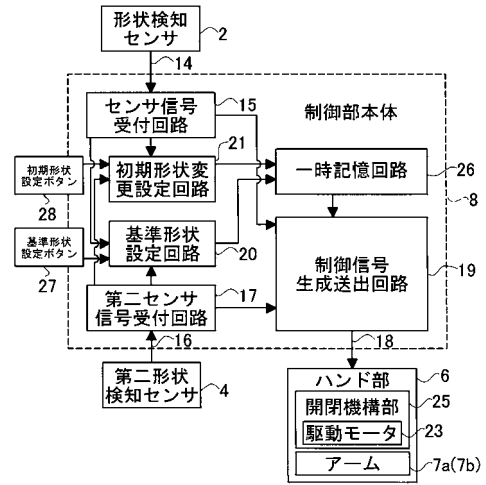 形状検知
センサ
2
14
センサ信号
受付回路
15
制御部本体
21
初期形状
設定ボタン
28
初期形状変
更設定回路
一時記憶回路
26
8
基準形状
設定ボタン
27
基準形状
設定回路
20
制御信号
生成送出回路
19
第二センサ
信号受付回路
17
16
18
第二形状
検知センサ
4
ハンド部
6
開閉機構部
25
駆動モータ
23
アーム
7a(7b)